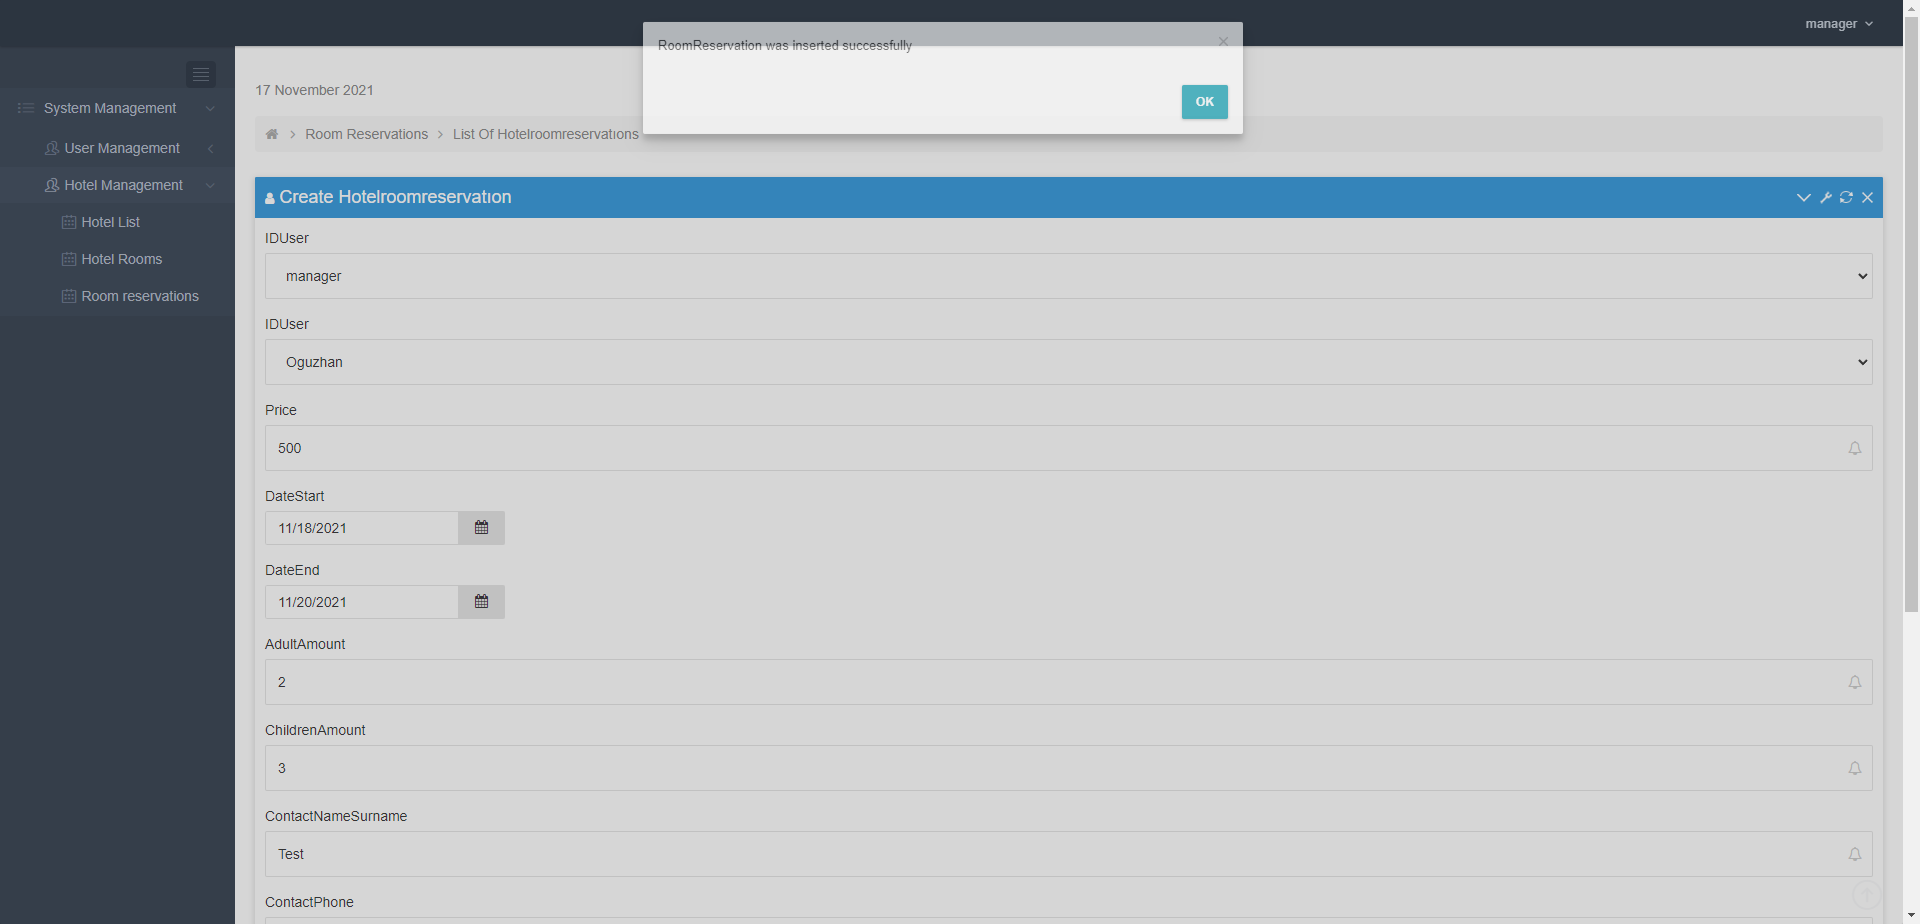 manager
RoomReservation was inserted successfully
×
OK
System Management
User Management
Hotel Management
Hotel List
Hotel Rooms
Room reservations
17 November 2021
Room Reservations
List Of Hotelroomreservatıons
Create Hotelroomreservatıon
IDUser
manager
IDUser
Oguzhan
Price
500
DateStart
11/18/2021
DateEnd
11/20/2021
AdultAmount
2
ChildrenAmount
3
ContactNameSurname
Test
ContactPhone